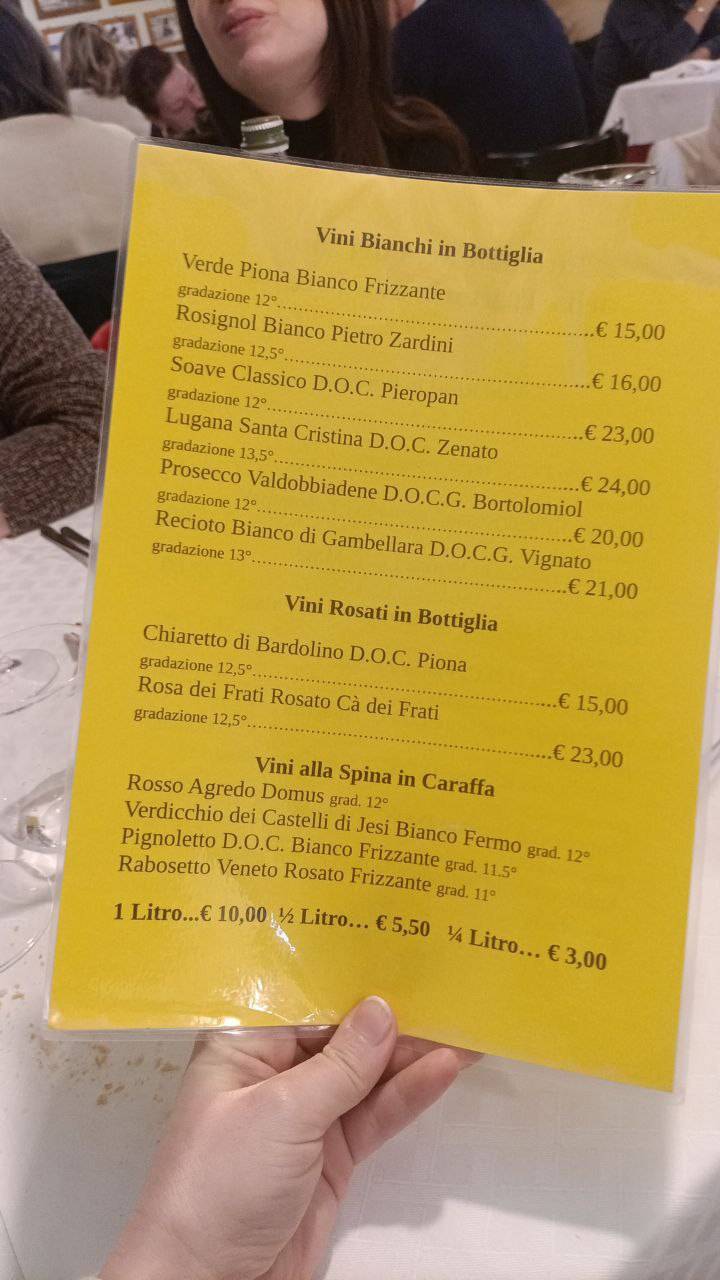 Vini Bianchi in Bottiglia
Verde Piona Bianco Frizzante
gradazione 12°..........€ 15,00
Rosignol Bianco Pietro Zardini
gradazione 12,5°..........€ 16,00
Soave Classico D.O.C. Pieropan
gradazione 12°..........€ 23,00
Lugana Santa Cristina D.O.C. Zenato
gradazione 13,5°..........€ 24,00
Prosecco Valdobbiadene D.O.C.G. Bortolomiol
gradazione 12°..........€ 20,00
Recioto Bianco di Gambellara D.O.C.G. Vignato
gradazione 13°..........€ 21,00
Vini Rosati in Bottiglia
Chiaretto di Bardolino D.O.C. Piona
gradazione 12,5°..........€ 15,00
Rosa dei Frati Rosato Cà dei Frati
gradazione 12,5°..........€ 23,00
Vini alla Spina in Caraffa
Rosso Agredo Domus grad. 12°
Verdicchio dei Castelli di Jesi Bianco Fermo grad. 12°
Pignoletto D.O.C. Bianco Frizzante grad. 11.5°
Rabosetto Veneto Rosato Frizzante grad. 11°
1 Litro...€ 10,00 ½ Litro… € 5,50 ¼ Litro… € 3,00